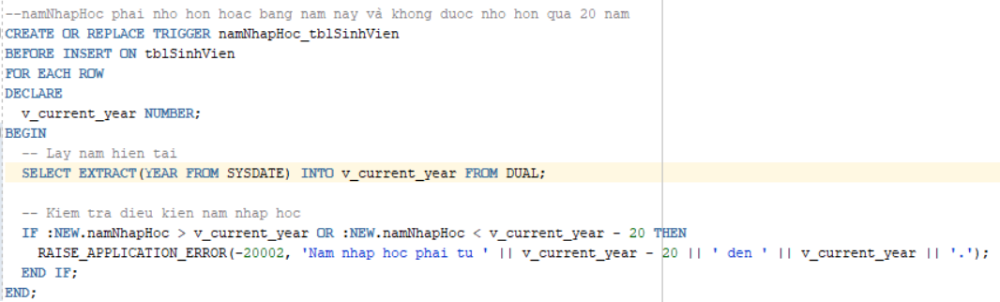 --namNhapHoc phai nho hon hoac bang nam nay và khong duoc nho hon qua 20 nam
CREATE OR REPLACE TRIGGER namNhapHoc_tblSinhVien
BEFORE INSERT ON tblSinhVien
FOR EACH ROW
DECLARE
  v_current_year NUMBER;
BEGIN
  -- Lay nam hien tai
  SELECT EXTRACT(YEAR FROM SYSDATE) INTO v_current_year FROM DUAL;
  -- Kiem tra dieu kien nam nhap hoc
  IF :NEW.namNhapHoc > v_current_year OR :NEW.namNhapHoc < v_current_year - 20 THEN
    RAISE_APPLICATION_ERROR(-20002, 'Nam nhap hoc phai tu ' || v_current_year - 20 || ' den ' || v_current_year || '.');
  END IF;
END;